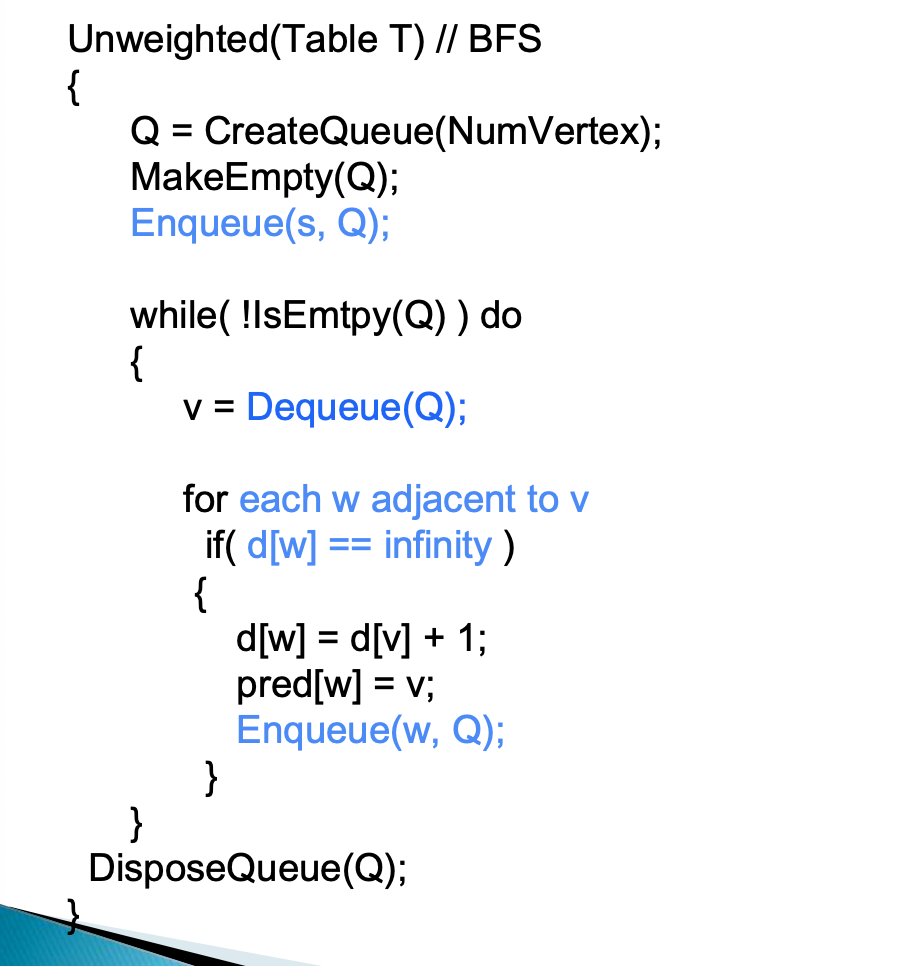 Unweighted(Table T) // BFS
{
Q = CreateQueue(NumVertex);
MakeEmpty(Q);
Enqueue(s, Q);
while( !IsEmtpy(Q) ) do
{
v = Dequeue(Q);
for each w adjacent to v
if( d[w] == infinity )
{
d[w] = d[v] + 1;
pred[w] = v;
Enqueue(w, Q);
}
}
DisposeQueue(Q);
}